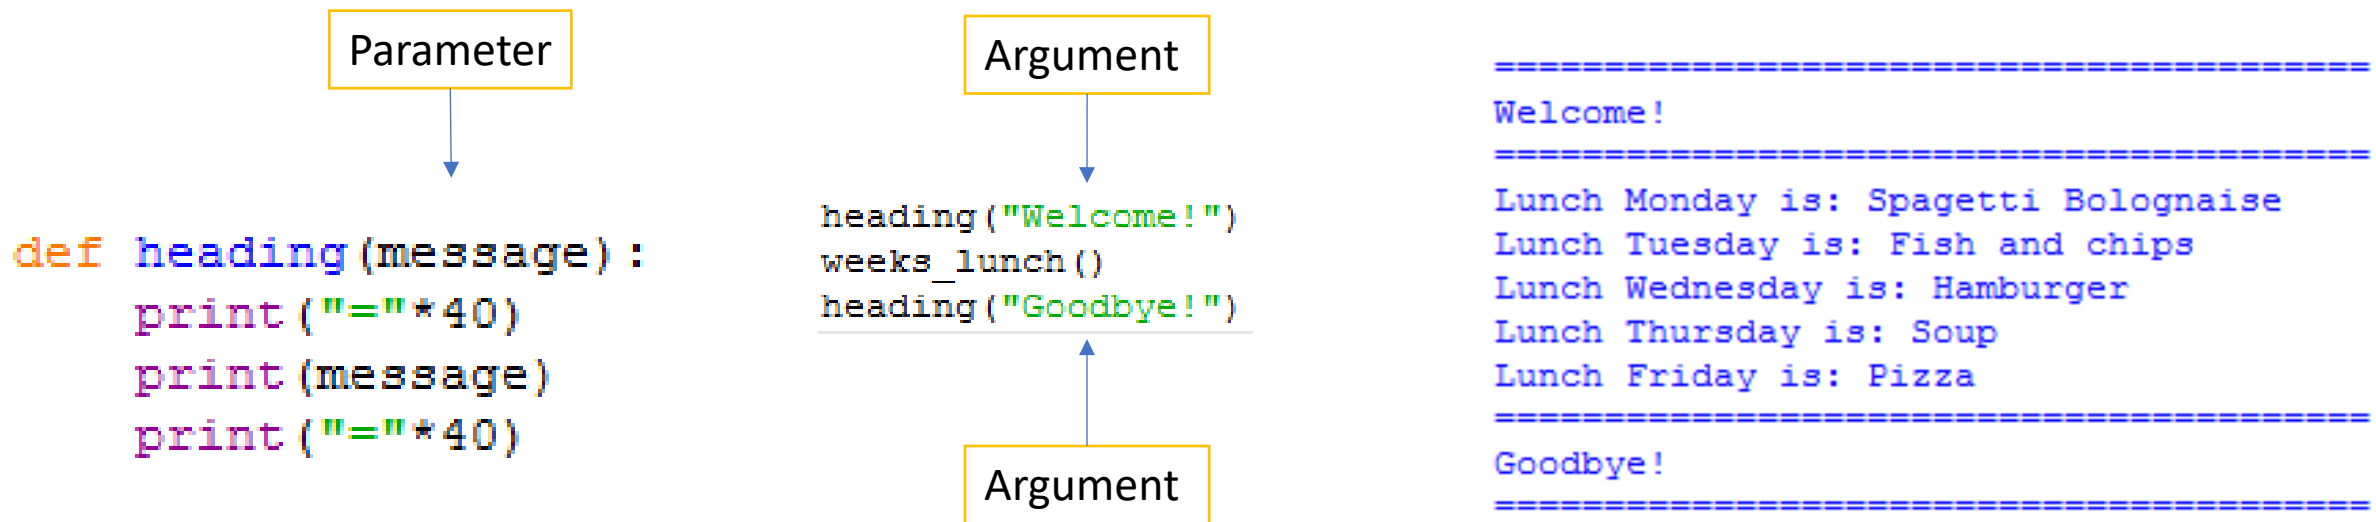 Parameter
def heading(message):
    print("="*40)
    print(message)
    print("="*40)
Argument
heading("Welcome!")
weeks_lunch()
heading("Goodbye!")
Argument
========================================
Welcome!
========================================
Lunch Monday is: Spagetti Bolognaise
Lunch Tuesday is: Fish and chips
Lunch Wednesday is: Hamburger
Lunch Thursday is: Soup
Lunch Friday is: Pizza
========================================
Goodbye!
========================================